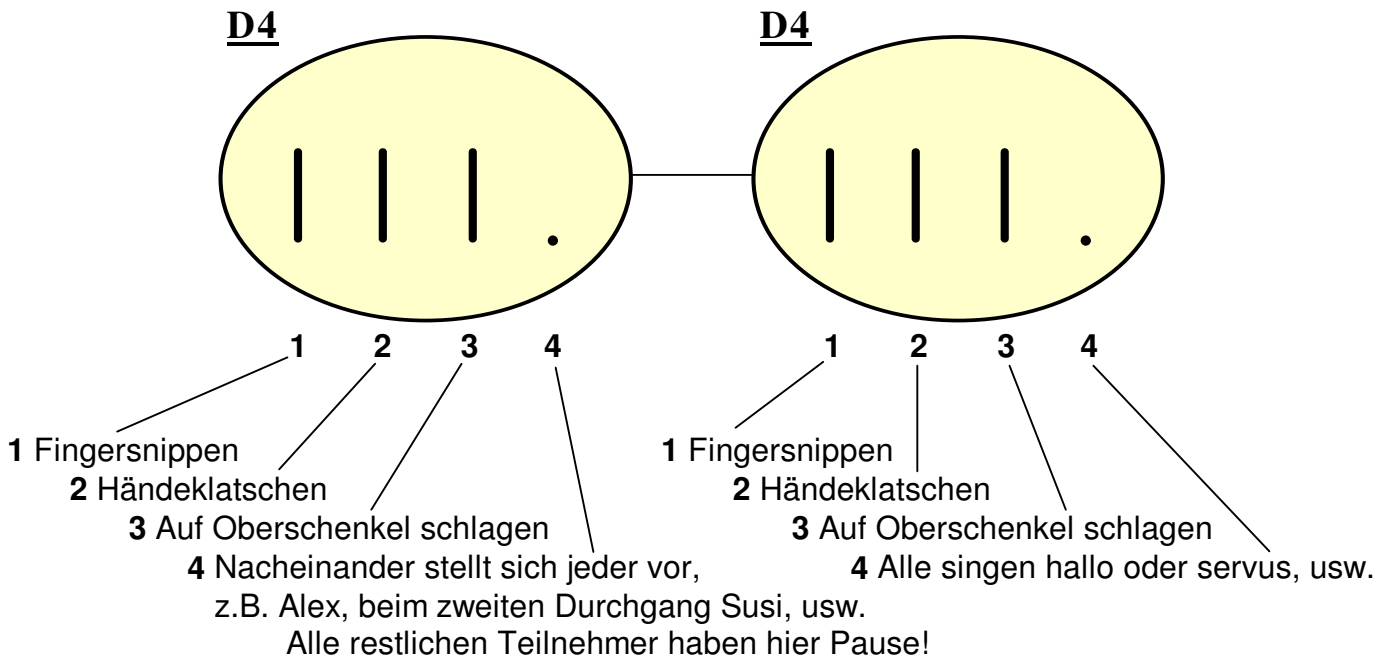 D4 D4
1 2 3 4 1 2 3 4
1 Fingersnippen
2 Händeklatschen
3 Auf Oberschenkel schlagen
4 Nacheinander stellt sich jeder vor,
z.B. Alex, beim zweiten Durchgang Susi, usw.
Alle restlichen Teilnehmer haben hier Pause!
1 Fingersnippen
2 Händeklatschen
3 Auf Oberschenkel schlagen
4 Alle singen hallo oder servus, usw.